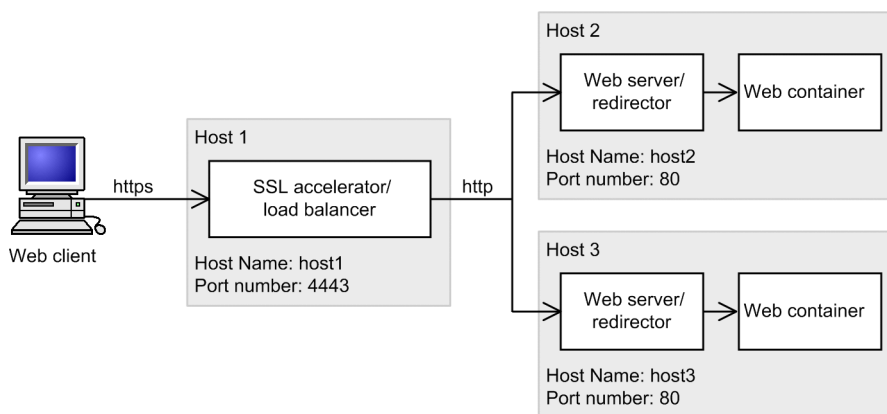 Web client
https
Host 1
SSL accelerator/
load balancer
Host Name: host1
Port number: 4443
http
Host 2
Web server/
redirector
Web container
Host Name: host2
Port number: 80
Host 3
Web server/
redirector
Web container
Host Name: host3
Port number: 80